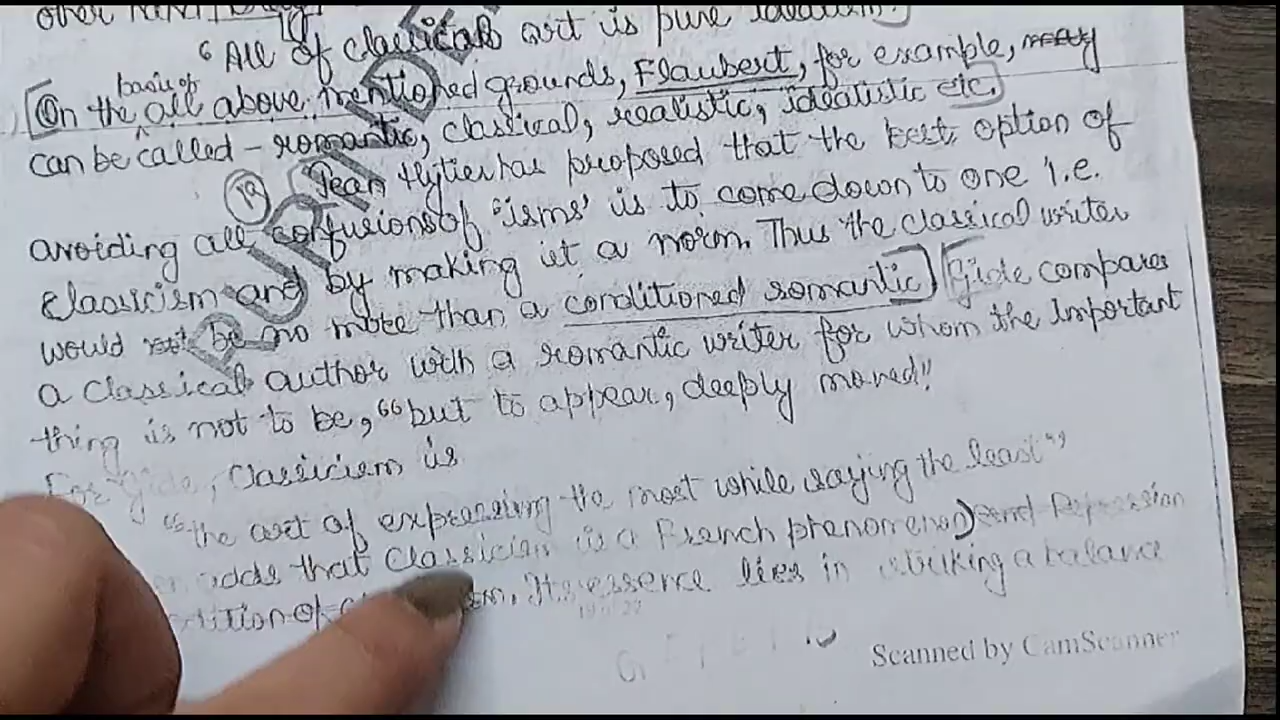 other
" All of classical art is pure idealism."
basis of
On the all above mentioned grounds, Flaubert, for example, may
can be called - romantic, classical, realistic, idealistic etc.
19 Jean Hytier has proposed that the best option of
avoiding all confusions of 'isms' is to come down to one i.e.
classicism and by making it a norm. Thus the classical writer
would not be no more than a conditioned romantic Gide compares
a classical author with a romantic writer for whom the important
thing is not to be, "but to appear, deeply moved".
For Gide, classicism is
"the art of expressing the most while saying the least"
adds that classicism is a French phenomenon and Repression
Its essence lies in striking a balance
Scanned by CamScanner